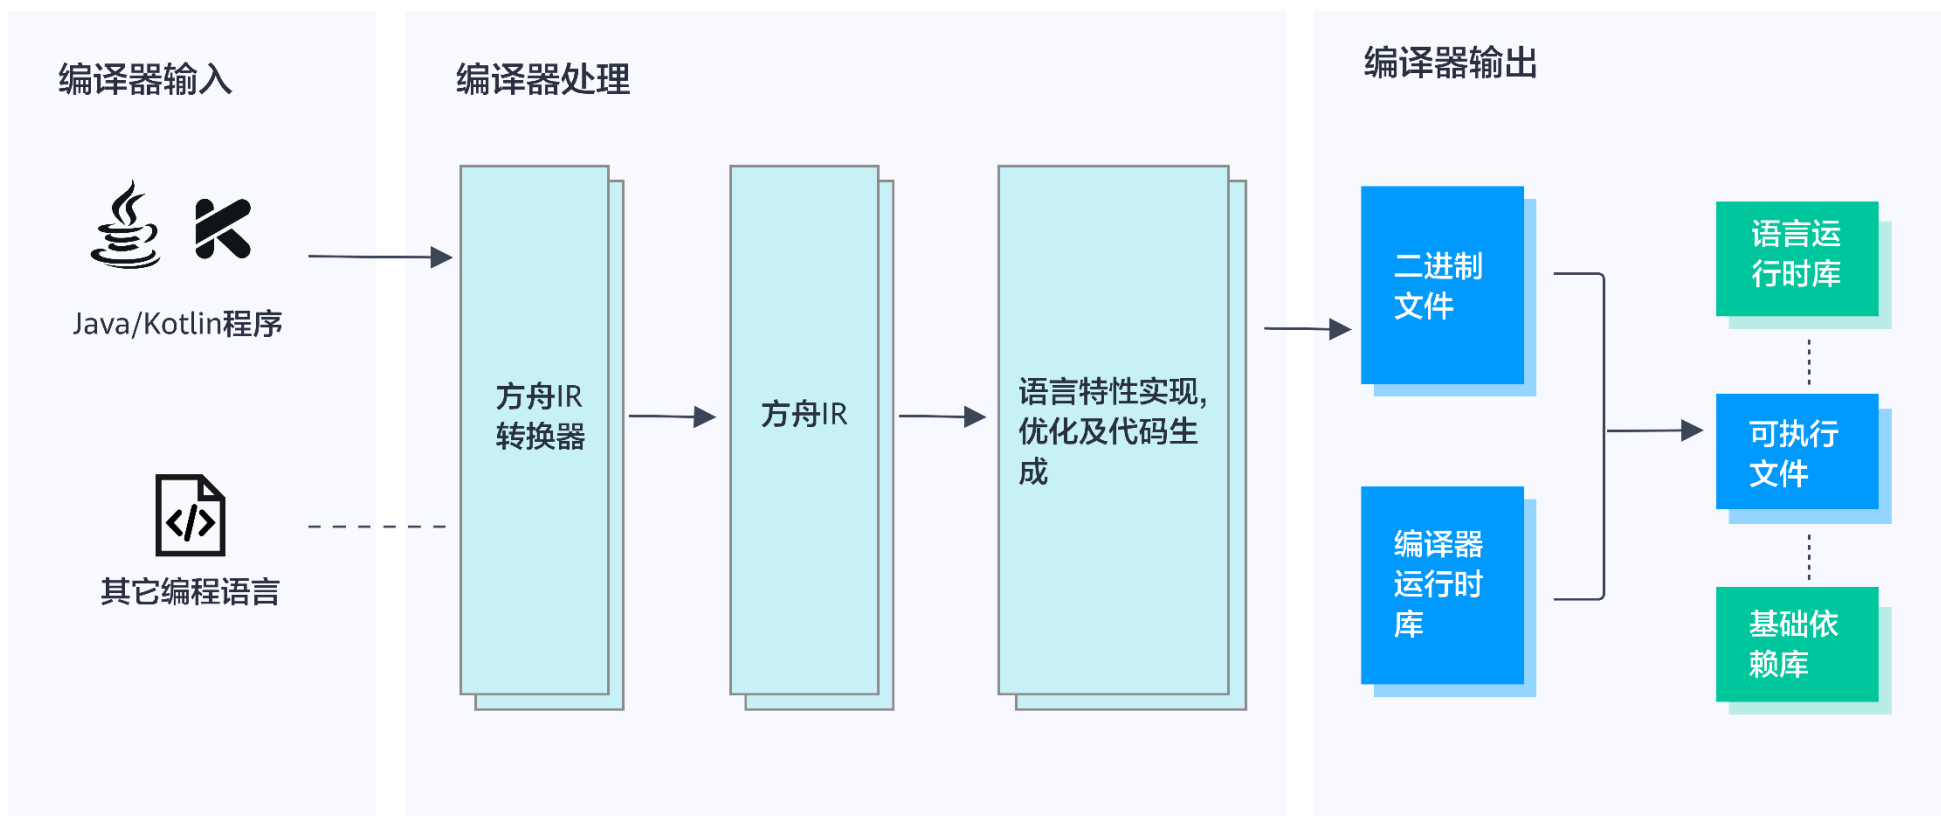 编译器输入
Java/Kotlin程序
其它编程语言
编译器处理
方舟IR
转换器
方舟IR
语言特性实现,
优化及代码生
成
编译器输出
二进制
文件
编译器
运行时
库
语言运
行时库
可执行
文件
基础依
赖库